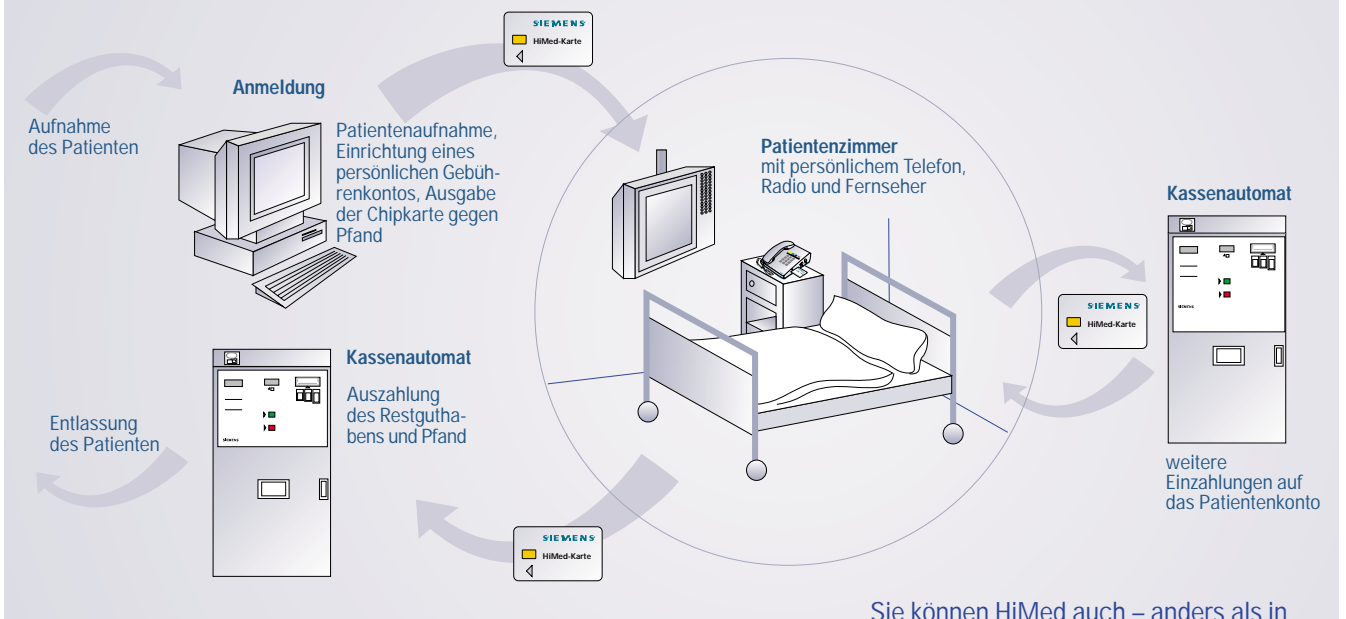 SIEMENS
HiMed-Karte
Anmeldung
Aufnahme
des Patienten
Patientenaufnahme,
Einrichtung eines
persönlichen Gebüh-
renkontos, Ausgabe
der Chipkarte gegen
Pfand
Patientenzimmer
mit persönlichem Telefon,
Radio und Fernseher
Kassenautomat
SIEMENS
SIEMENS
HiMed-Karte
weitere
Einzahlungen auf
das Patientenkonto
Kassenautomat
Auszahlung
des Restgutha-
bens und Pfand
SIEMENS
Entlassung
des Patienten
SIEMENS
HiMed-Karte
Sie können HiMed auch – anders als in